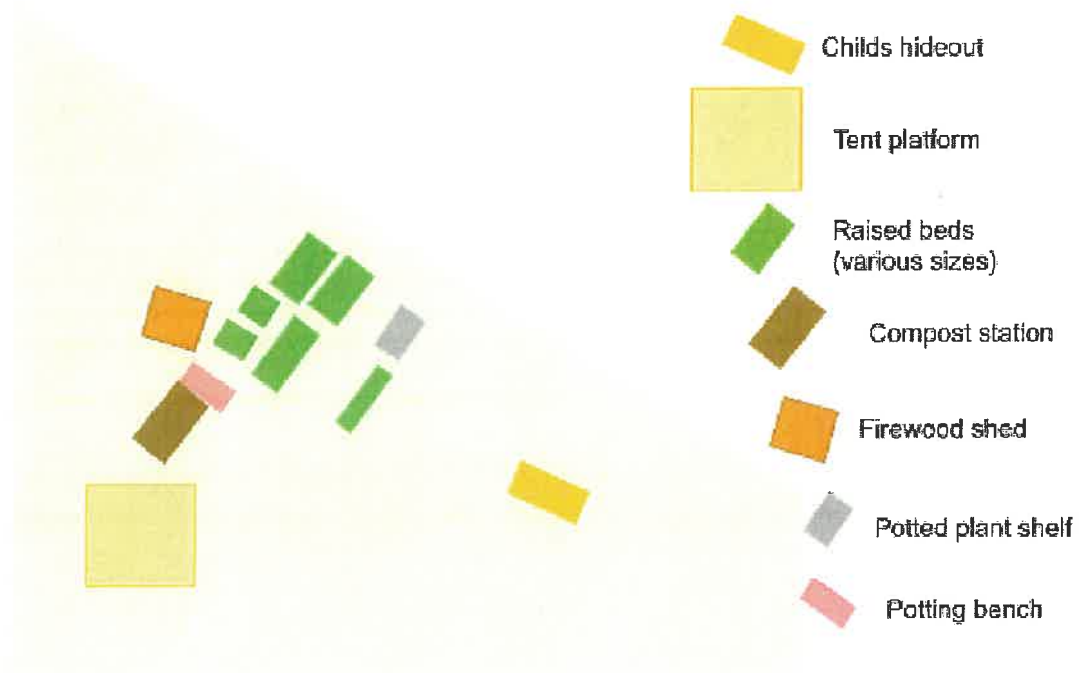 Childs hideout
Tent platform
Raised beds
(various sizes)
Compost station
Firewood shed
Potted plant shelf
Potting bench